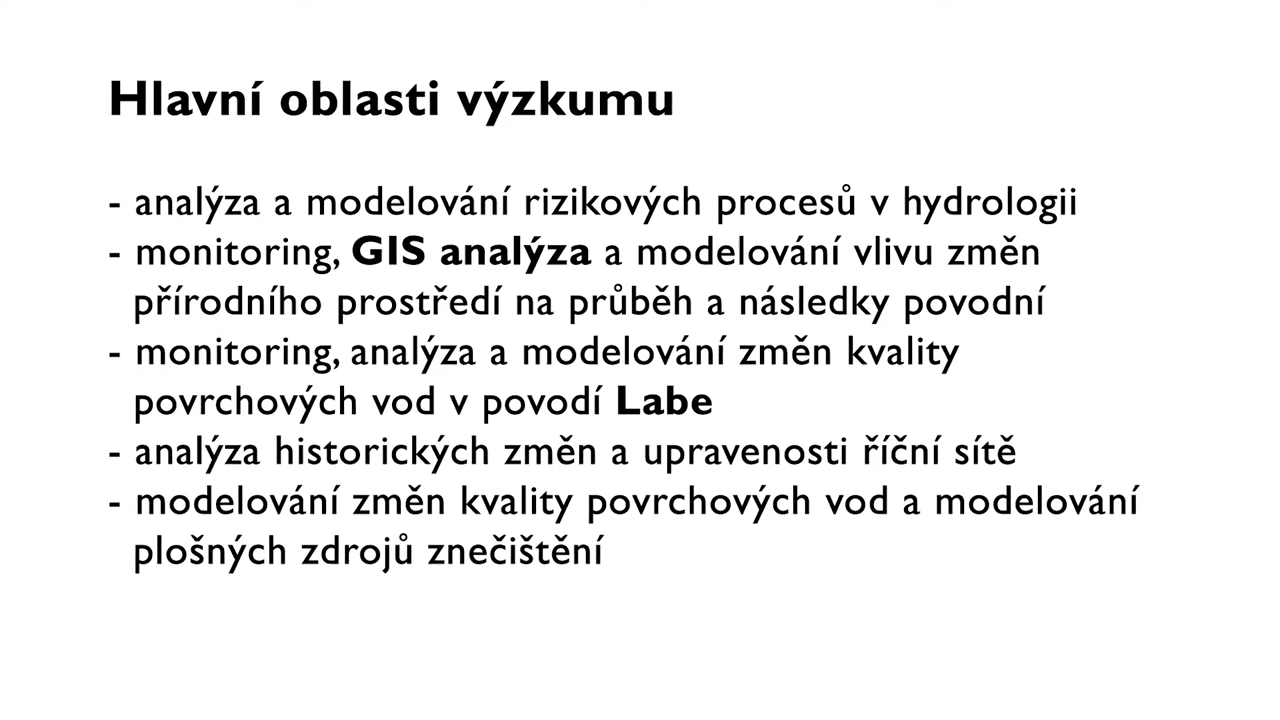 Hlavní oblasti výzkumu
- analýza a modelování rizikových procesů v hydrologii
- monitoring, GIS analýza a modelování vlivu změn
přírodního prostředí na průběh a následky povodní
- monitoring, analýza a modelování změn kvality
povrchových vod v povodí Labe
- analýza historických změn a upravenosti říční sítě
- modelování změn kvality povrchových vod a modelování
plošných zdrojů znečištění